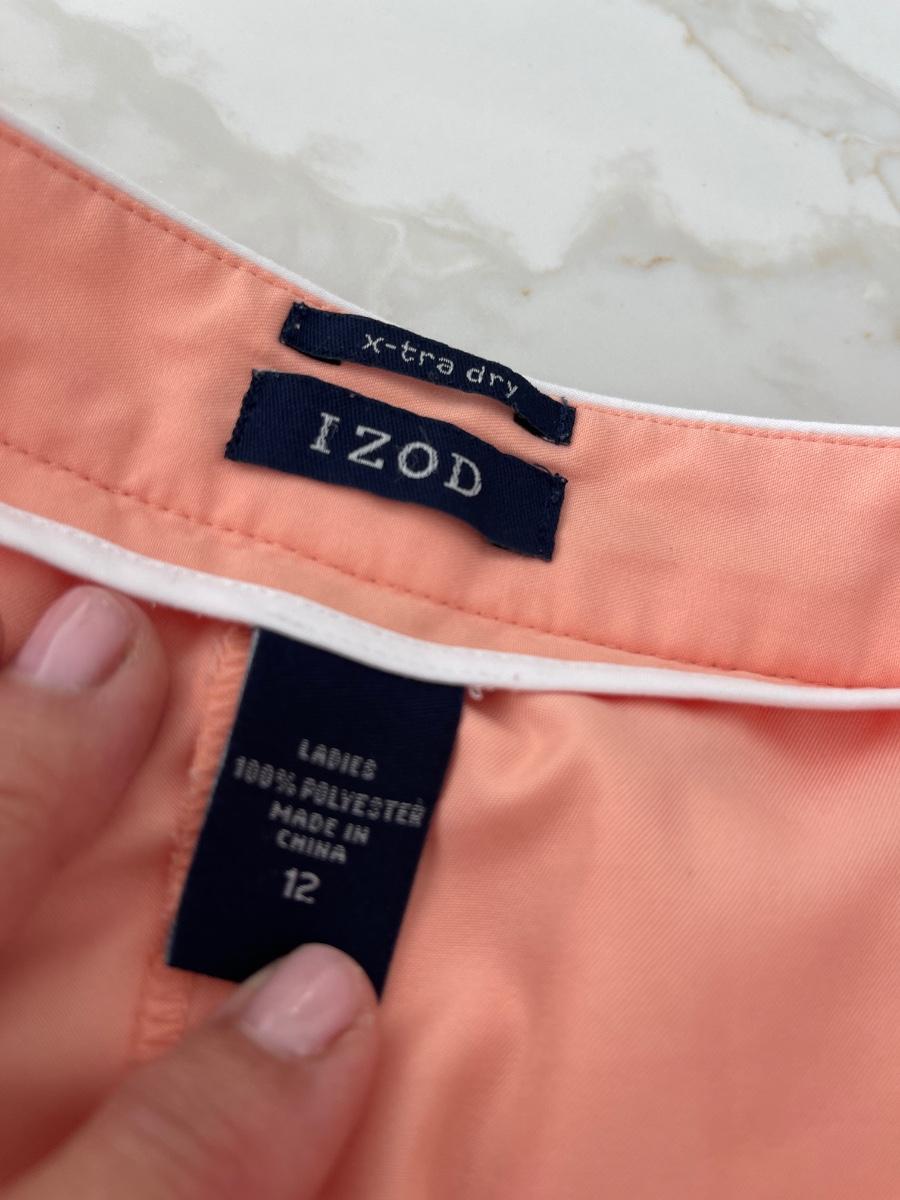 x-tra dry
IZOD
LADIES
100% POLYESTER
MADE IN
CHINA
12